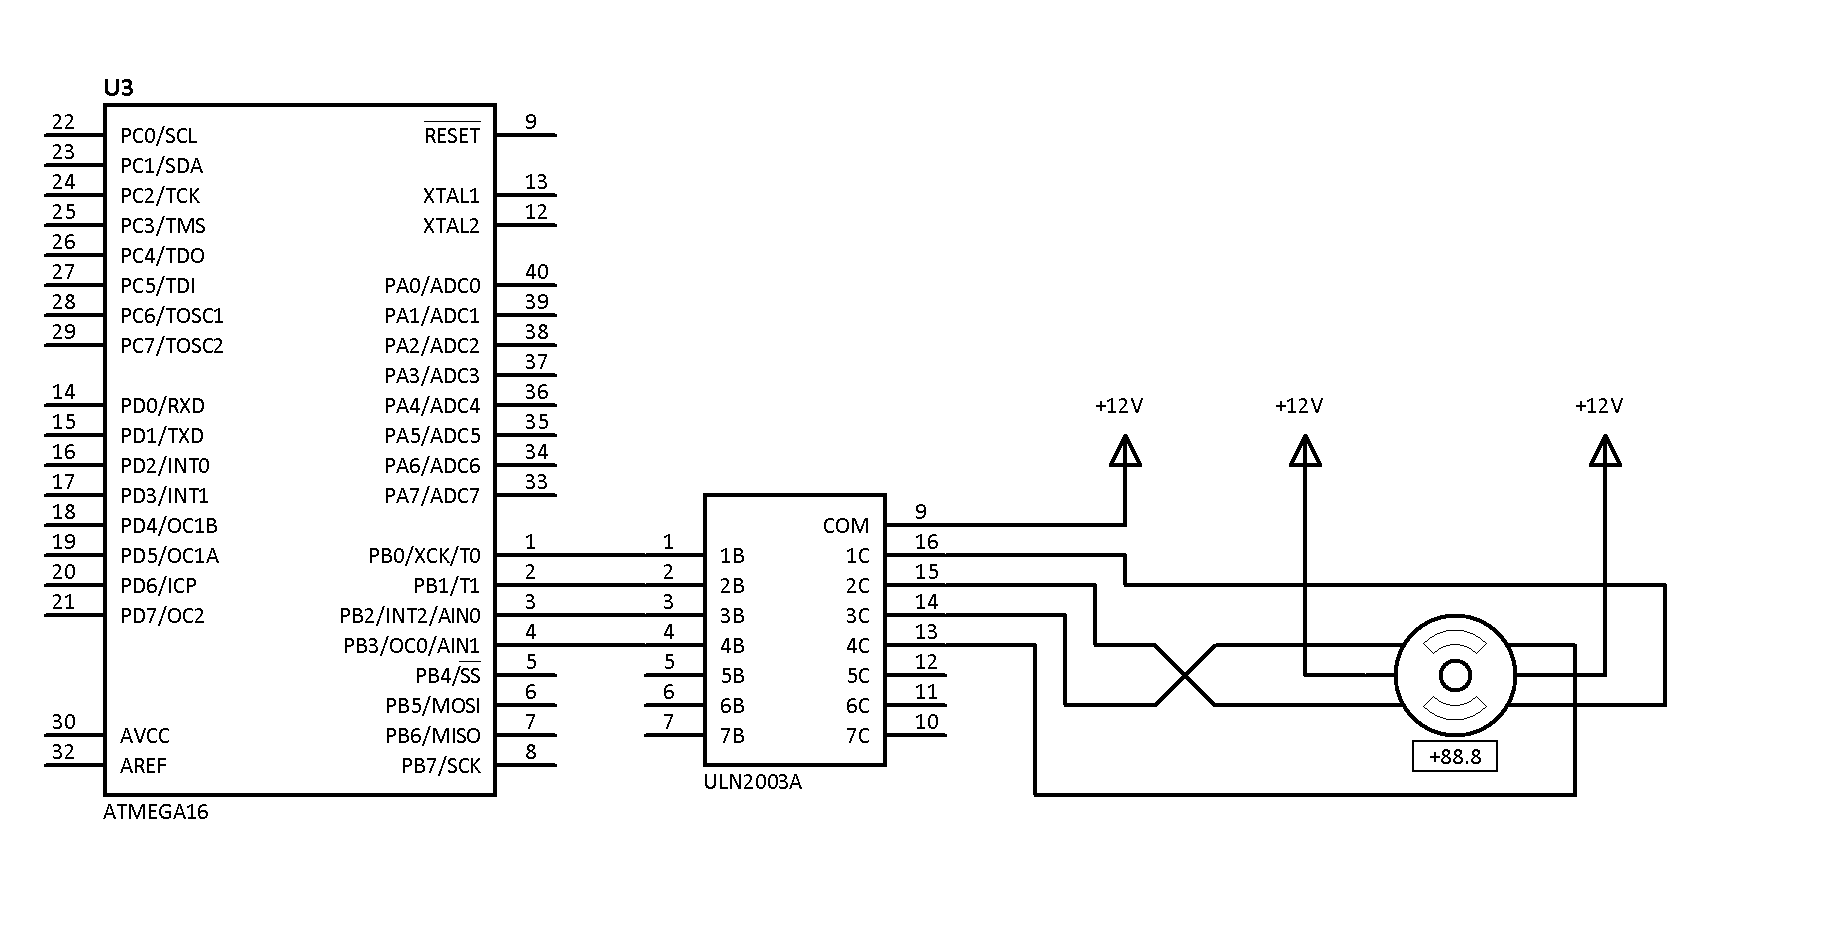 U3
22 PC0/SCL RESET 9
23 PC1/SDA
24 PC2/TCK XTAL1 13
25 PC3/TMS XTAL2 12
26 PC4/TDO
27 PC5/TDI PA0/ADC0 40
28 PC6/TOSC1 PA1/ADC1 39
29 PC7/TOSC2 PA2/ADC2 38
PA3/ADC3 37
14 PD0/RXD PA4/ADC4 36
15 PD1/TXD PA5/ADC5 35
16 PD2/INT0 PA6/ADC6 34
17 PD3/INT1 PA7/ADC7 33
18 PD4/OC1B
19 PD5/OC1A PB0/XCK/T0 1
20 PD6/ICP PB1/T1 2
21 PD7/OC2 PB2/INT2/AIN0 3
PB3/OC0/AIN1 4
PB4/SS 5
PB5/MOSI 6
30 AVCC PB6/MISO 7
32 AREF PB7/SCK 8
ATMEGA16
COM 9
1 1B 1C 16
2 2B 2C 15
3 3B 3C 14
4 4B 4C 13
5 5B 5C 12
6 6B 6C 11
7 7B 7C 10
ULN2003A
+12V
+12V
+12V
+88.8